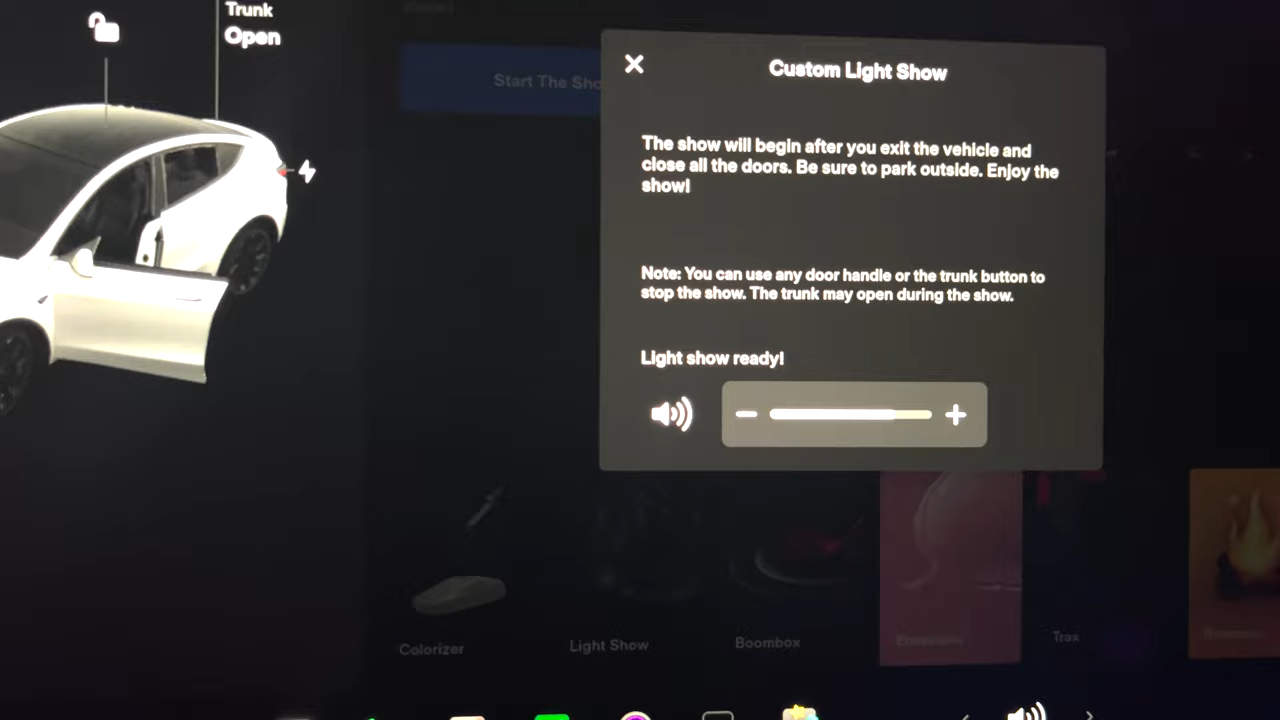 Trunk
Open
Start The Sho
Custom Light Show
The show will begin after you exit the vehicle and
close all the doors. Be sure to park outside. Enjoy the
show!
Note: You can use any door handle or the trunk button to
stop the show. The trunk may open during the show.
Light show ready!
Colorizer
Light Show
Boombox
Trax